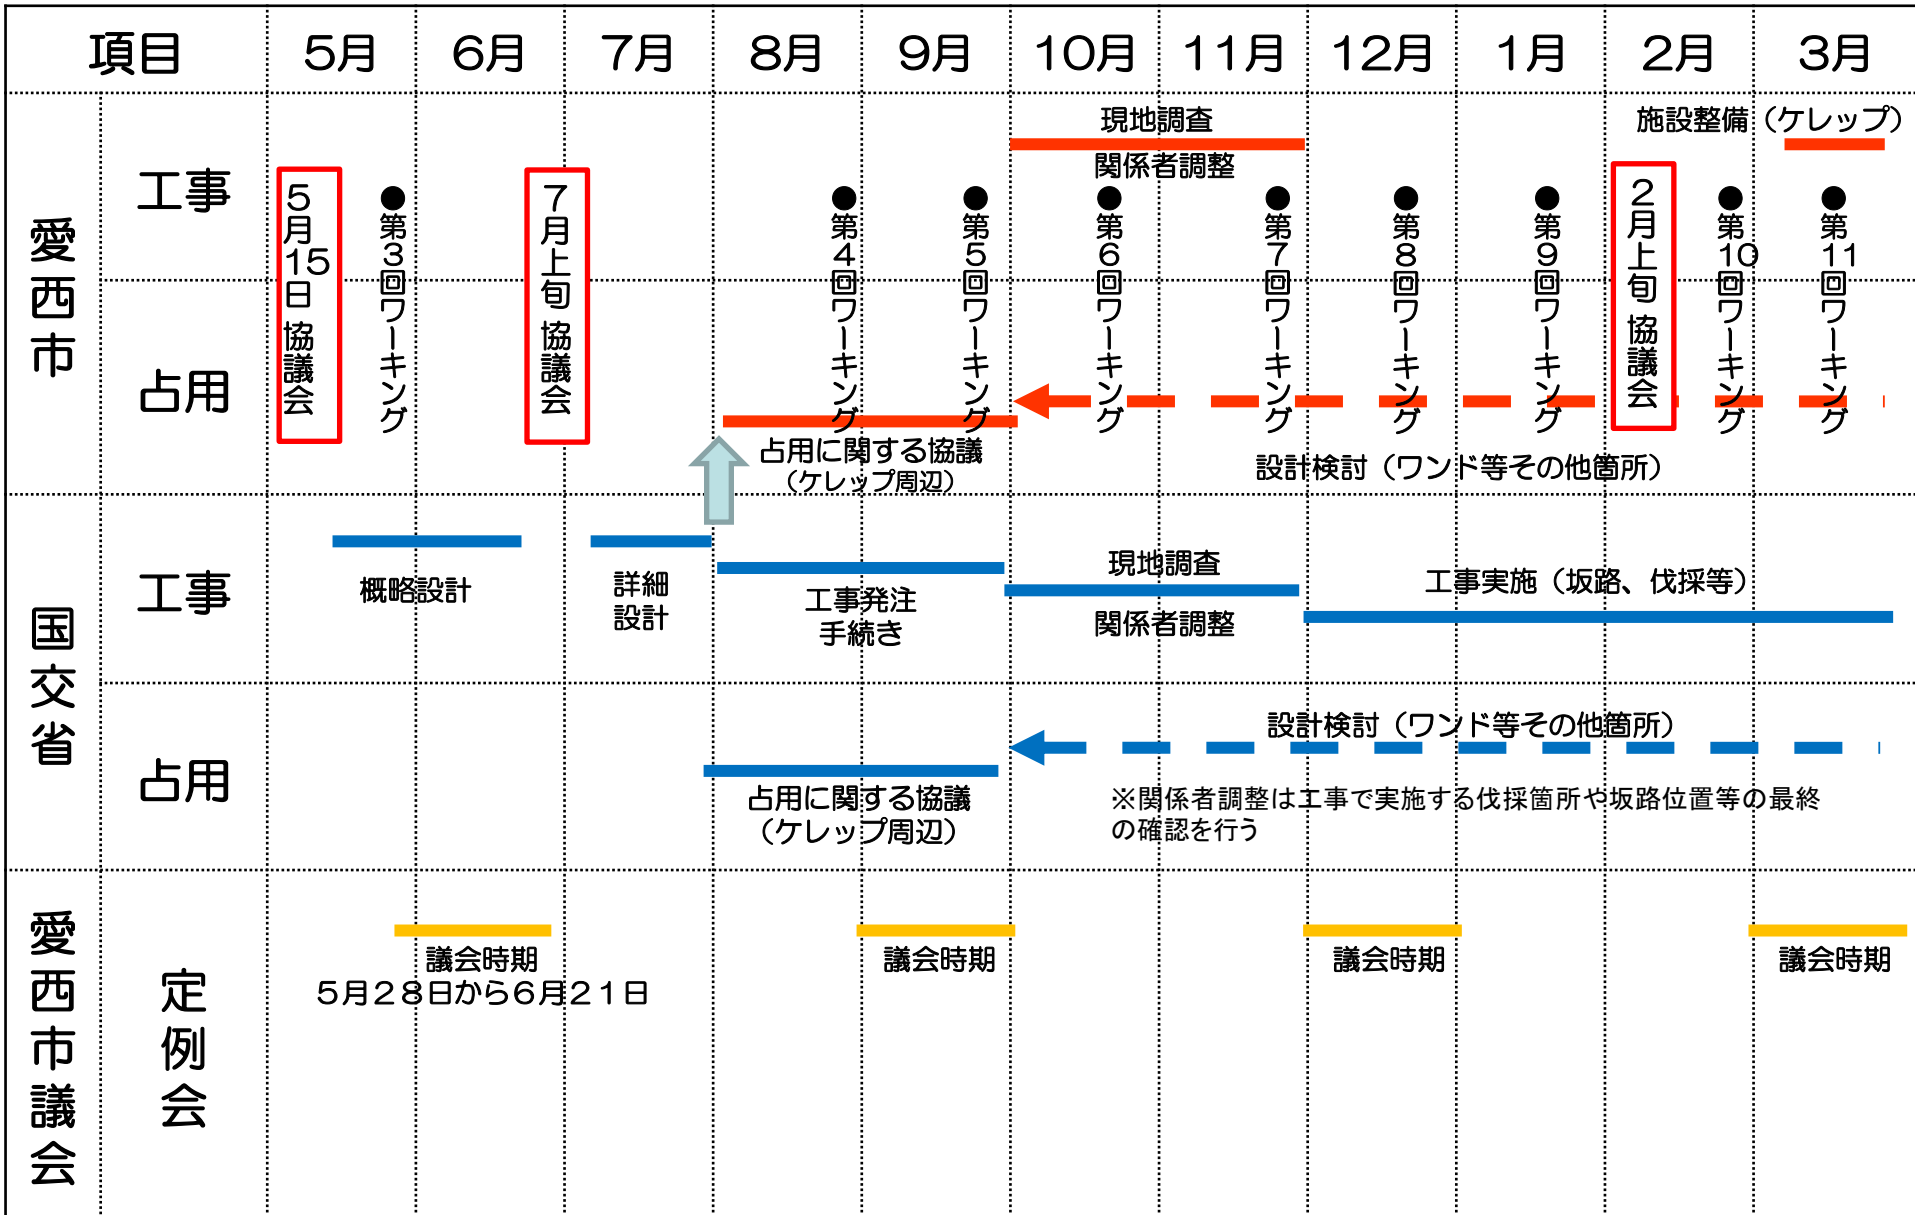 項目
5月
6月
7月
8月
9月
10月
11月
12月
1月
2月
3月
愛西市
工事
現地調査
関係者調整
施設整備（ケレップ）
5月15日 協議会
●第3回ワーキング
7月上旬 協議会
●第4回ワーキング
●第5回ワーキング
●第6回ワーキング
●第7回ワーキング
●第8回ワーキング
●第9回ワーキング
2月上旬 協議会
●第10回ワーキング
●第11回ワーキング
占用
占用に関する協議
（ケレップ周辺）
設計検討（ワンド等その他箇所）
国交省
工事
概略設計
詳細
設計
工事発注
手続き
現地調査
関係者調整
工事実施（坂路、伐採等）
占用
占用に関する協議
（ケレップ周辺）
設計検討（ワンド等その他箇所）
※関係者調整は工事で実施する伐採箇所や坂路位置等の最終
の確認を行う
愛西市議会
定例会
議会時期
5月28日から6月21日
議会時期
議会時期
議会時期